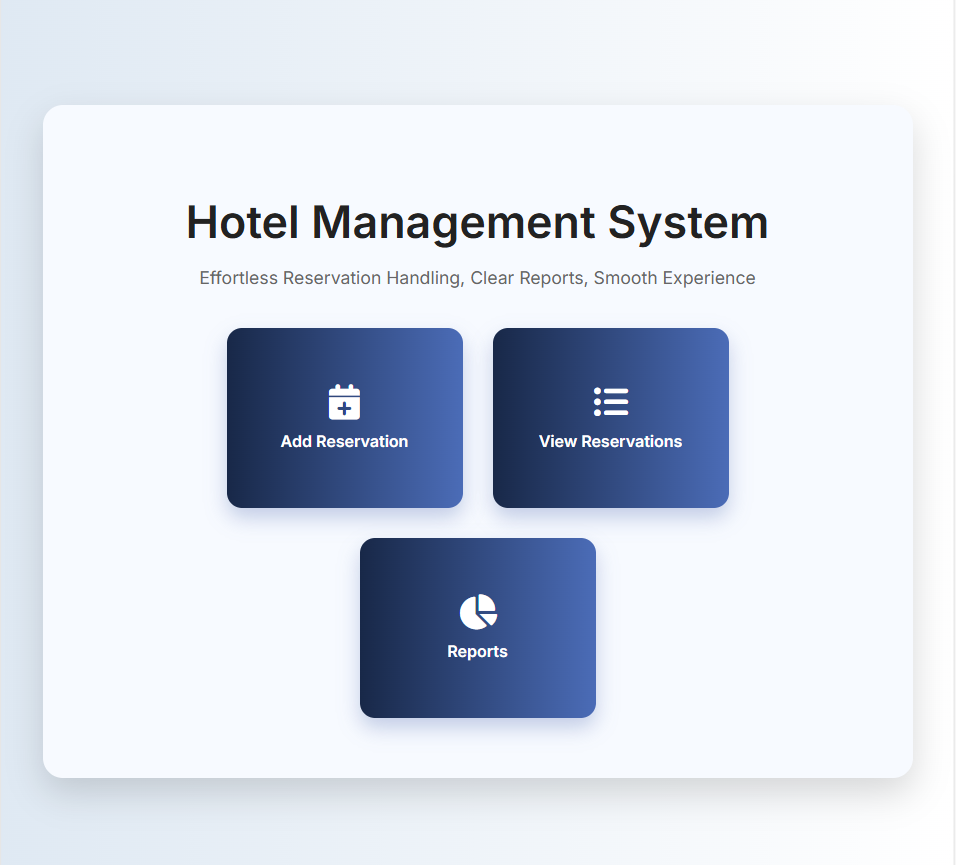 Hotel Management System
Effortless Reservation Handling, Clear Reports, Smooth Experience
Add Reservation
View Reservations
Reports